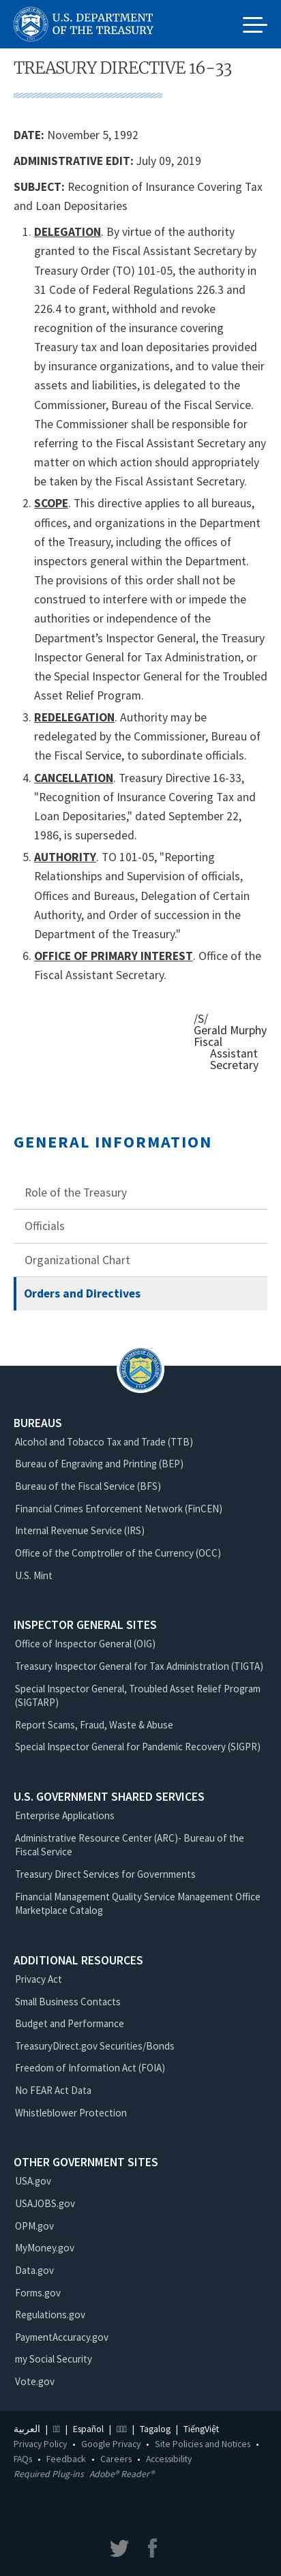 U.S. DEPARTMENT
OF THE TREASURY
TREASURY DIRECTIVE 16-33
DATE: November 5, 1992
ADMINISTRATIVE EDIT: July 09, 2019
SUBJECT: Recognition of Insurance Covering Tax
and Loan Depositaries
1. DELEGATION. By virtue of the authority
granted to the Fiscal Assistant Secretary by
Treasury Order (TO) 101-05, the authority in
31 Code of Federal Regulations 226.3 and
226.4 to grant, withhold and revoke
recognition of the insurance covering
Treasury tax and loan depositaries provided
by insurance organizations, and to value their
assets and liabilities, is delegated to the
Commissioner, Bureau of the Fiscal Service.
The Commissioner shall be responsible for
referring to the Fiscal Assistant Secretary any
matter on which action should appropriately
be taken by the Fiscal Assistant Secretary.
2. SCOPE. This directive applies to all bureaus,
offices, and organizations in the Department
of the Treasury, including the offices of
inspectors general within the Department.
The provisions of this order shall not be
construed to interfere with or impede the
authorities or independence of the
Department's Inspector General, the Treasury
Inspector General for Tax Administration, or
the Special Inspector General for the Troubled
Asset Relief Program.
3. REDELEGATION. Authority may be
redelegated by the Commissioner, Bureau of
the Fiscal Service, to subordinate officials.
4. CANCELLATION. Treasury Directive 16-33,
"Recognition of Insurance Covering Tax and
Loan Depositaries," dated September 22,
1986, is superseded.
5. AUTHORITY. TO 101-05, "Reporting
Relationships and Supervision of officials,
Offices and Bureaus, Delegation of Certain
Authority, and Order of succession in the
Department of the Treasury."
6. OFFICE OF PRIMARY INTEREST. Office of the
Fiscal Assistant Secretary.
/S/
Gerald Murphy
Fiscal
Assistant
Secretary
GENERAL INFORMATION
Role of the Treasury
Officials
Organizational Chart
Orders and Directives
BUREAUS
Alcohol and Tobacco Tax and Trade (TTB)
Bureau of Engraving and Printing (BEP)
Bureau of the Fiscal Service (BFS)
Financial Crimes Enforcement Network (FinCEN)
Internal Revenue Service (IRS)
Office of the Comptroller of the Currency (OCC)
U.S. Mint
INSPECTOR GENERAL SITES
Office of Inspector General (OIG)
Treasury Inspector General for Tax Administration (TIGTA)
Special Inspector General, Troubled Asset Relief Program
(SIGTARP)
Report Scams, Fraud, Waste & Abuse
Special Inspector General for Pandemic Recovery (SIGPR)
U.S. GOVERNMENT SHARED SERVICES
Enterprise Applications
Administrative Resource Center (ARC)- Bureau of the
Fiscal Service
Treasury Direct Services for Governments
Financial Management Quality Service Management Office
Marketplace Catalog
ADDITIONAL RESOURCES
Privacy Act
Small Business Contacts
Budget and Performance
TreasuryDirect.gov Securities/Bonds
Freedom of Information Act (FOIA)
No FEAR Act Data
Whistleblower Protection
OTHER GOVERNMENT SITES
USA.gov
USAJOBS.gov
OPM.gov
MyMoney.gov
Data.gov
Forms.gov
Regulations.gov
PaymentAccuracy.gov
my Social Security
Vote.gov
العربية | | Español | | Tagalog | TiếngViệt
Privacy Policy • Google Privacy • Site Policies and Notices •
FAQs • Feedback • Careers • Accessibility
Required Plug-ins Adobe® Reader®